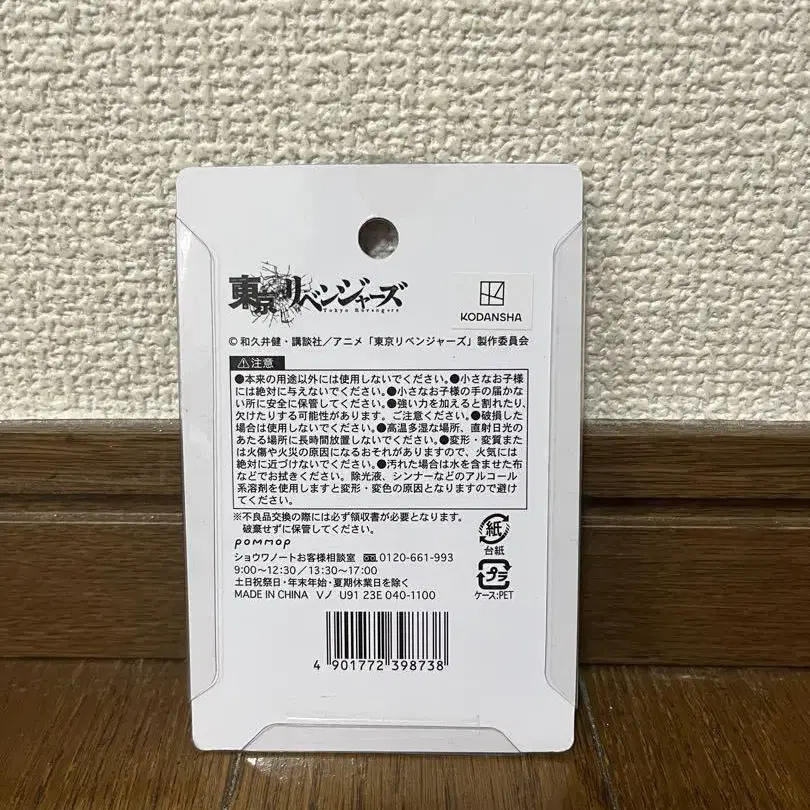 東京リベンジャーズ
Tokyo Revengers
KODANSHA
© 和久井健・講談社／アニメ「東京リベンジャーズ」製作委員会
⚠注意
●本来の用途以外には使用しないでください。●小さなお子様
には絶対に与えないでください。●小さなお子様の手の届かな
い所に安全に保管してください。●強い力を加えると割れたり、
欠けたりする可能性があります。ご注意ください。●破損した
場合は使用しないでください。●高温多湿な場所、直射日光の
あたる場所に長時間放置しないでください。●変形・変質また
は火傷や火災の原因になるおそれがありますので、火気には
絶対に近づけないでください。●汚れた場合は水を含ませた布
などでお拭きください。除光液、シンナーなどのアルコール
系溶剤を使用しますと変形・変色の原因となりますので避け
てください。
※不良品交換の際には必ず領収書が必要となります。
破棄せずに保管してください。
pommop
ショウワノートお客様相談室 0120-661-993
9:00～12:30／13:30～17:00
土日祝祭日・年末年始・夏期休業日を除く
MADE IN CHINA Vノ U91 23E 040-1100
紙
台紙
プラ
ケース:PET
4 901772 398738